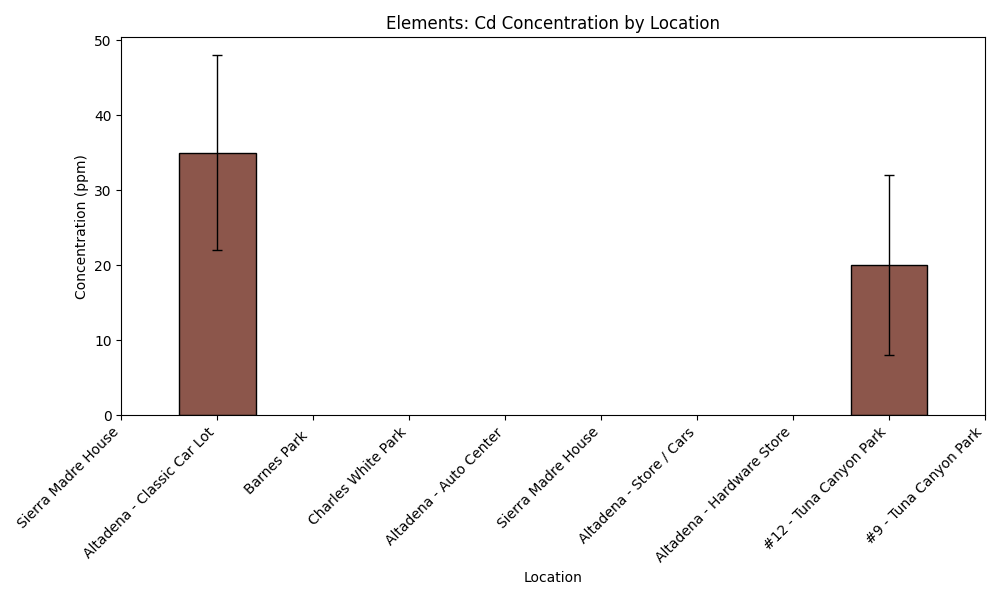 Elements: Cd Concentration by Location
Concentration (ppm)
50
40
30
20
10
0
Sierra Madre House
Altadena - Classic Car Lot
Barnes Park
Charles White Park
Altadena - Auto Center
Sierra Madre House
Altadena - Store / Cars
Altadena - Hardware Store
#12 - Tuna Canyon Park
#9 - Tuna Canyon Park
Location